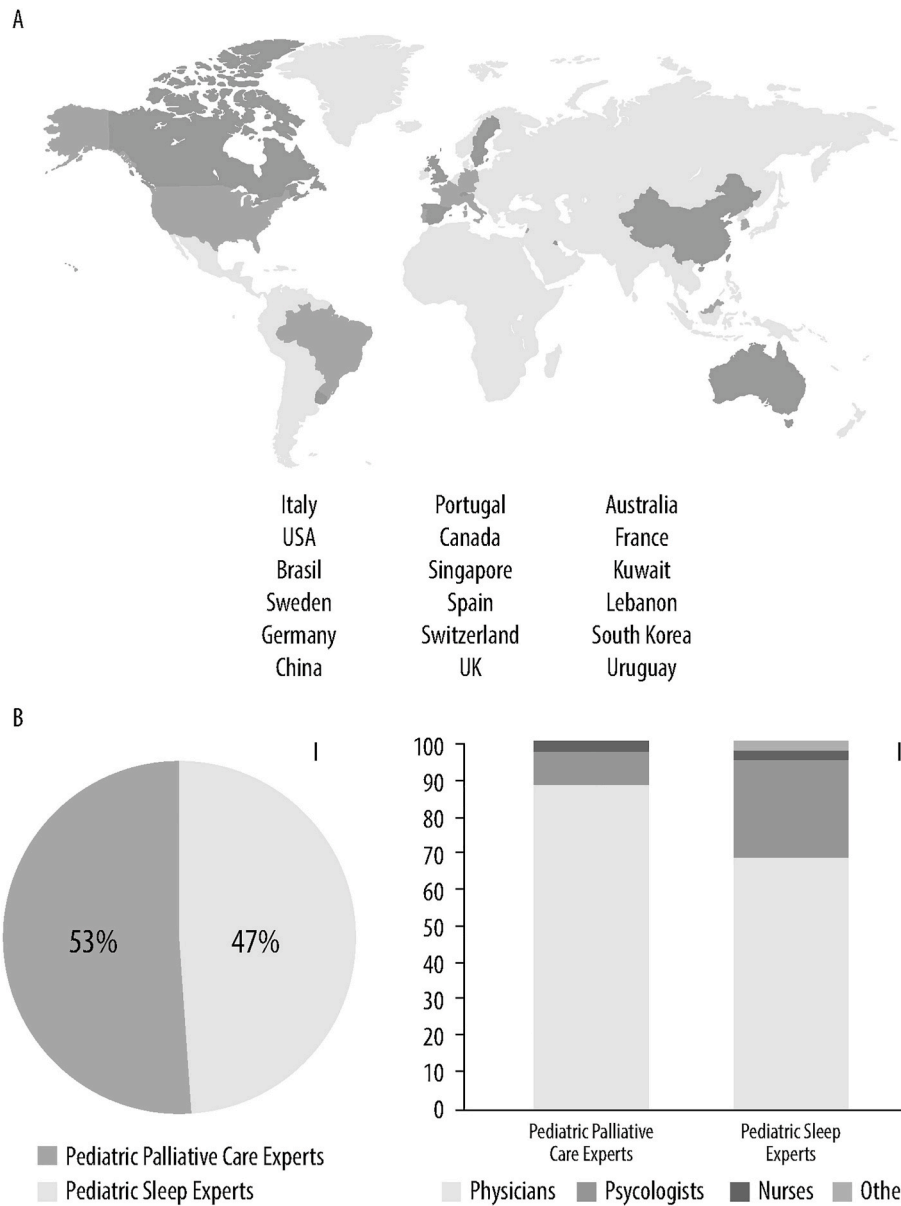 A
Italy Portugal Australia
USA Canada France
Brasil Singapore Kuwait
Sweden Spain Lebanon
Germany Switzerland South Korea
China UK Uruguay
B
I
53%
47%
Pediatric Palliative Care Experts
Pediatric Sleep Experts
I
100
90
80
70
60
50
40
30
20
10
0
Pediatric Palliative
Care Experts
Pediatric Sleep
Experts
Physicians Psycologists Nurses Othe